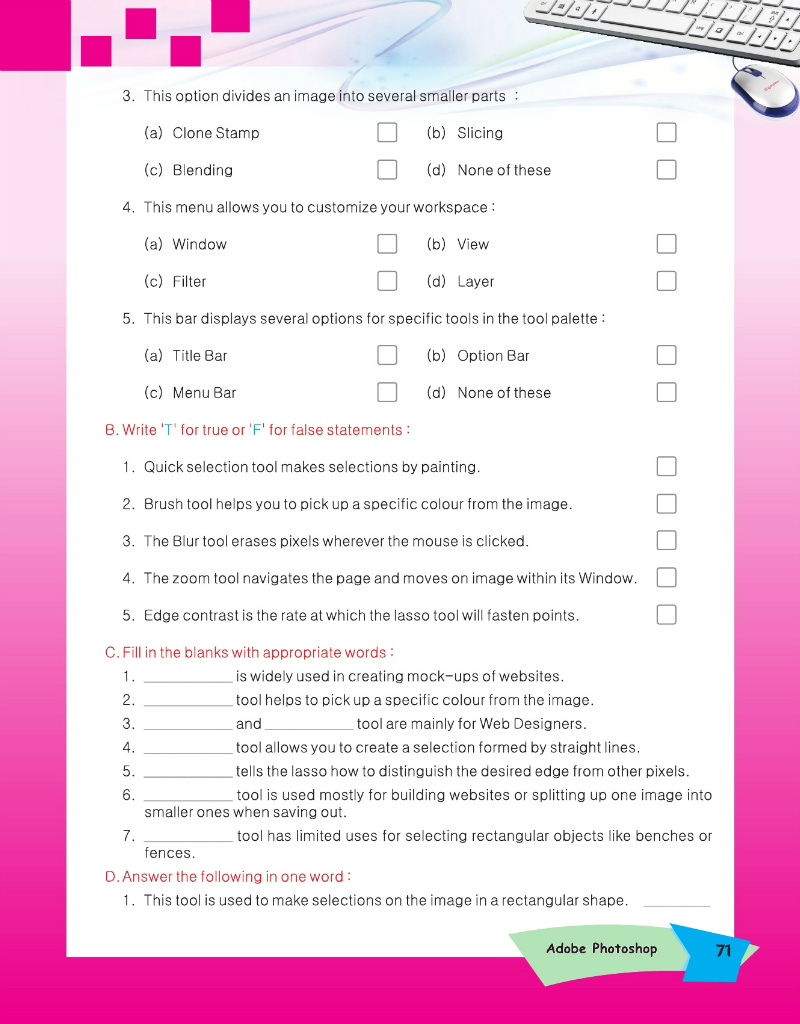 3. This option divides an image into several smaller parts :
(a) Clone Stamp (b) Slicing
(c) Blending (d) None of these
4. This menu allows you to customize your workspace :
(a) Window (b) View
(c) Filter (d) Layer
5. This bar displays several options for specific tools in the tool palette :
(a) Title Bar (b) Option Bar
(c) Menu Bar (d) None of these
B. Write 'T' for true or 'F' for false statements :
1. Quick selection tool makes selections by painting.
2. Brush tool helps you to pick up a specific colour from the image.
3. The Blur tool erases pixels wherever the mouse is clicked.
4. The zoom tool navigates the page and moves on image within its Window.
5. Edge contrast is the rate at which the lasso tool will fasten points.
C. Fill in the blanks with appropriate words :
1. ____________ is widely used in creating mock-ups of websites.
2. ____________ tool helps to pick up a specific colour from the image.
3. ____________ and ____________ tool are mainly for Web Designers.
4. ____________ tool allows you to create a selection formed by straight lines.
5. ____________ tells the lasso how to distinguish the desired edge from other pixels.
6. ____________ tool is used mostly for building websites or splitting up one image into
smaller ones when saving out.
7. ____________ tool has limited uses for selecting rectangular objects like benches or
fences.
D. Answer the following in one word :
1. This tool is used to make selections on the image in a rectangular shape. _________
Adobe Photoshop 71